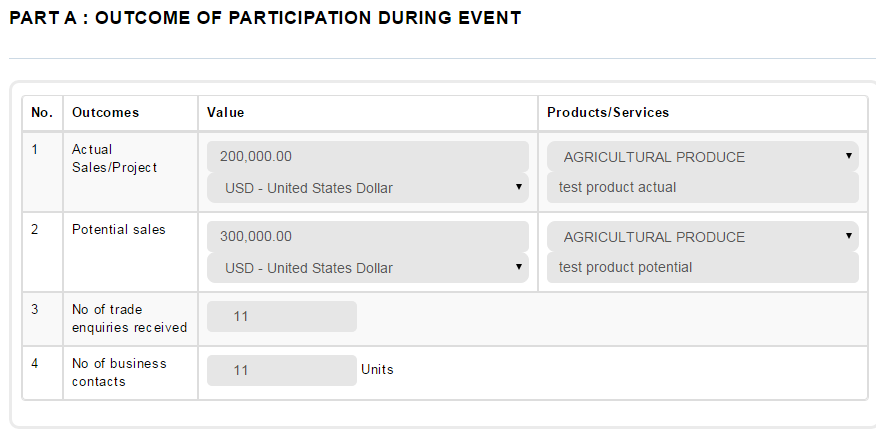 PART A : OUTCOME OF PARTICIPATION DURING EVENT
No. Outcomes Value Products/Services
1 Actual 200,000.00 AGRICULTURAL PRODUCE
Sales/Project USD - United States Dollar test product actual
2 Potential sales 300,000.00 AGRICULTURAL PRODUCE
USD - United States Dollar test product potential
3 No of trade 11
enquiries received
4 No of business 11 Units
contacts